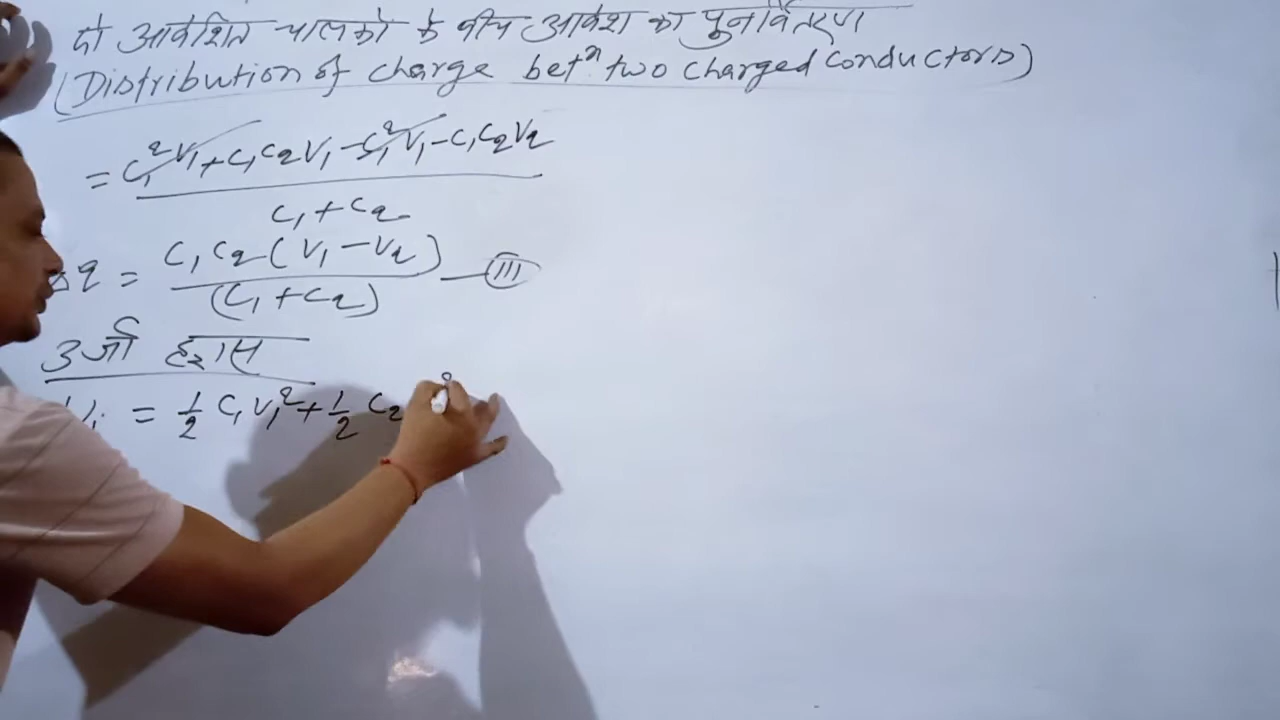 दो आवेशित चालको के बीच आवेश का पुनर्वितरण
(Distribution of charge betⁿ two charged conductors)
= C₁²V₁ + C₁C₂V₁ - C₁²V₁ - C₁C₂V₂
C₁ + C₂
Δq = C₁C₂(V₁ - V₂) — III
(C₁ + C₂)
उर्जा ह्रास
= 1/2 C₁V₁² + 1/2 C₂